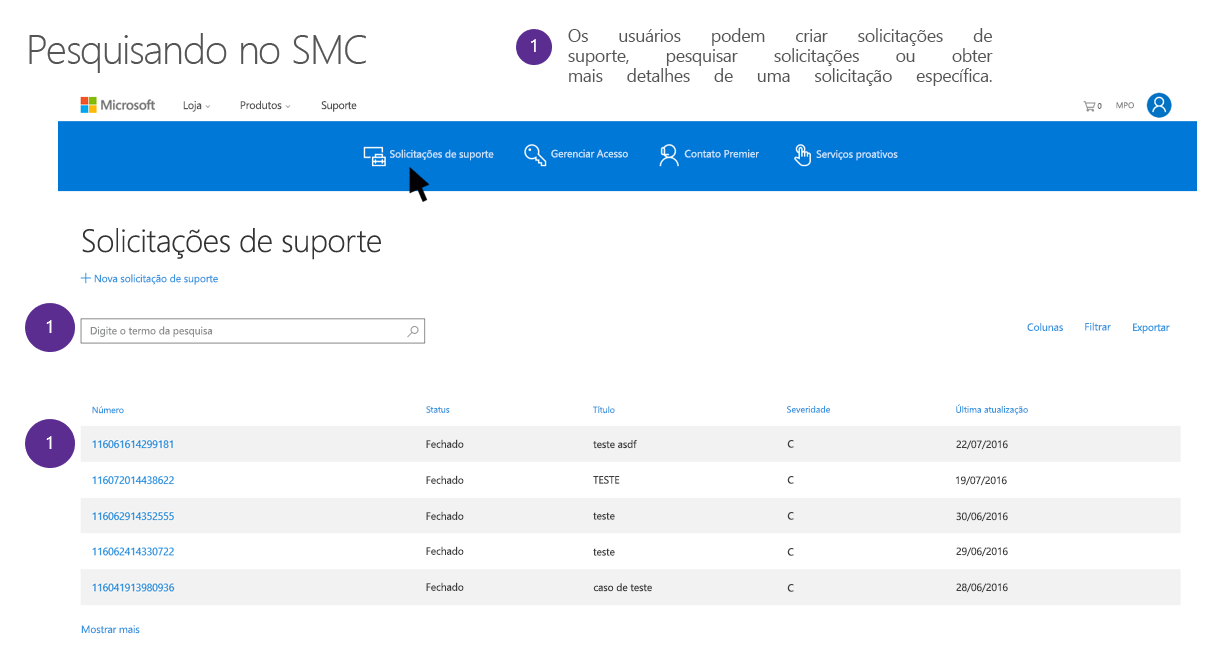 Pesquisando no SMC
1
Os usuários podem criar solicitações de
suporte, pesquisar solicitações ou obter
mais detalhes de uma solicitação específica.
Microsoft Loja Produtos Suporte 0 MPO
Solicitações de suporte Gerenciar Acesso Contato Premier Serviços proativos
Solicitações de suporte
+ Nova solicitação de suporte
1
Digite o termo da pesquisa
Colunas Filtrar Exportar
Número Status Título Severidade Última atualização
1
116061614299181 Fechado teste asdf C 22/07/2016
116072014438622 Fechado TESTE C 19/07/2016
116062914352555 Fechado teste C 30/06/2016
116062414330722 Fechado teste C 29/06/2016
116041913980936 Fechado caso de teste C 28/06/2016
Mostrar mais